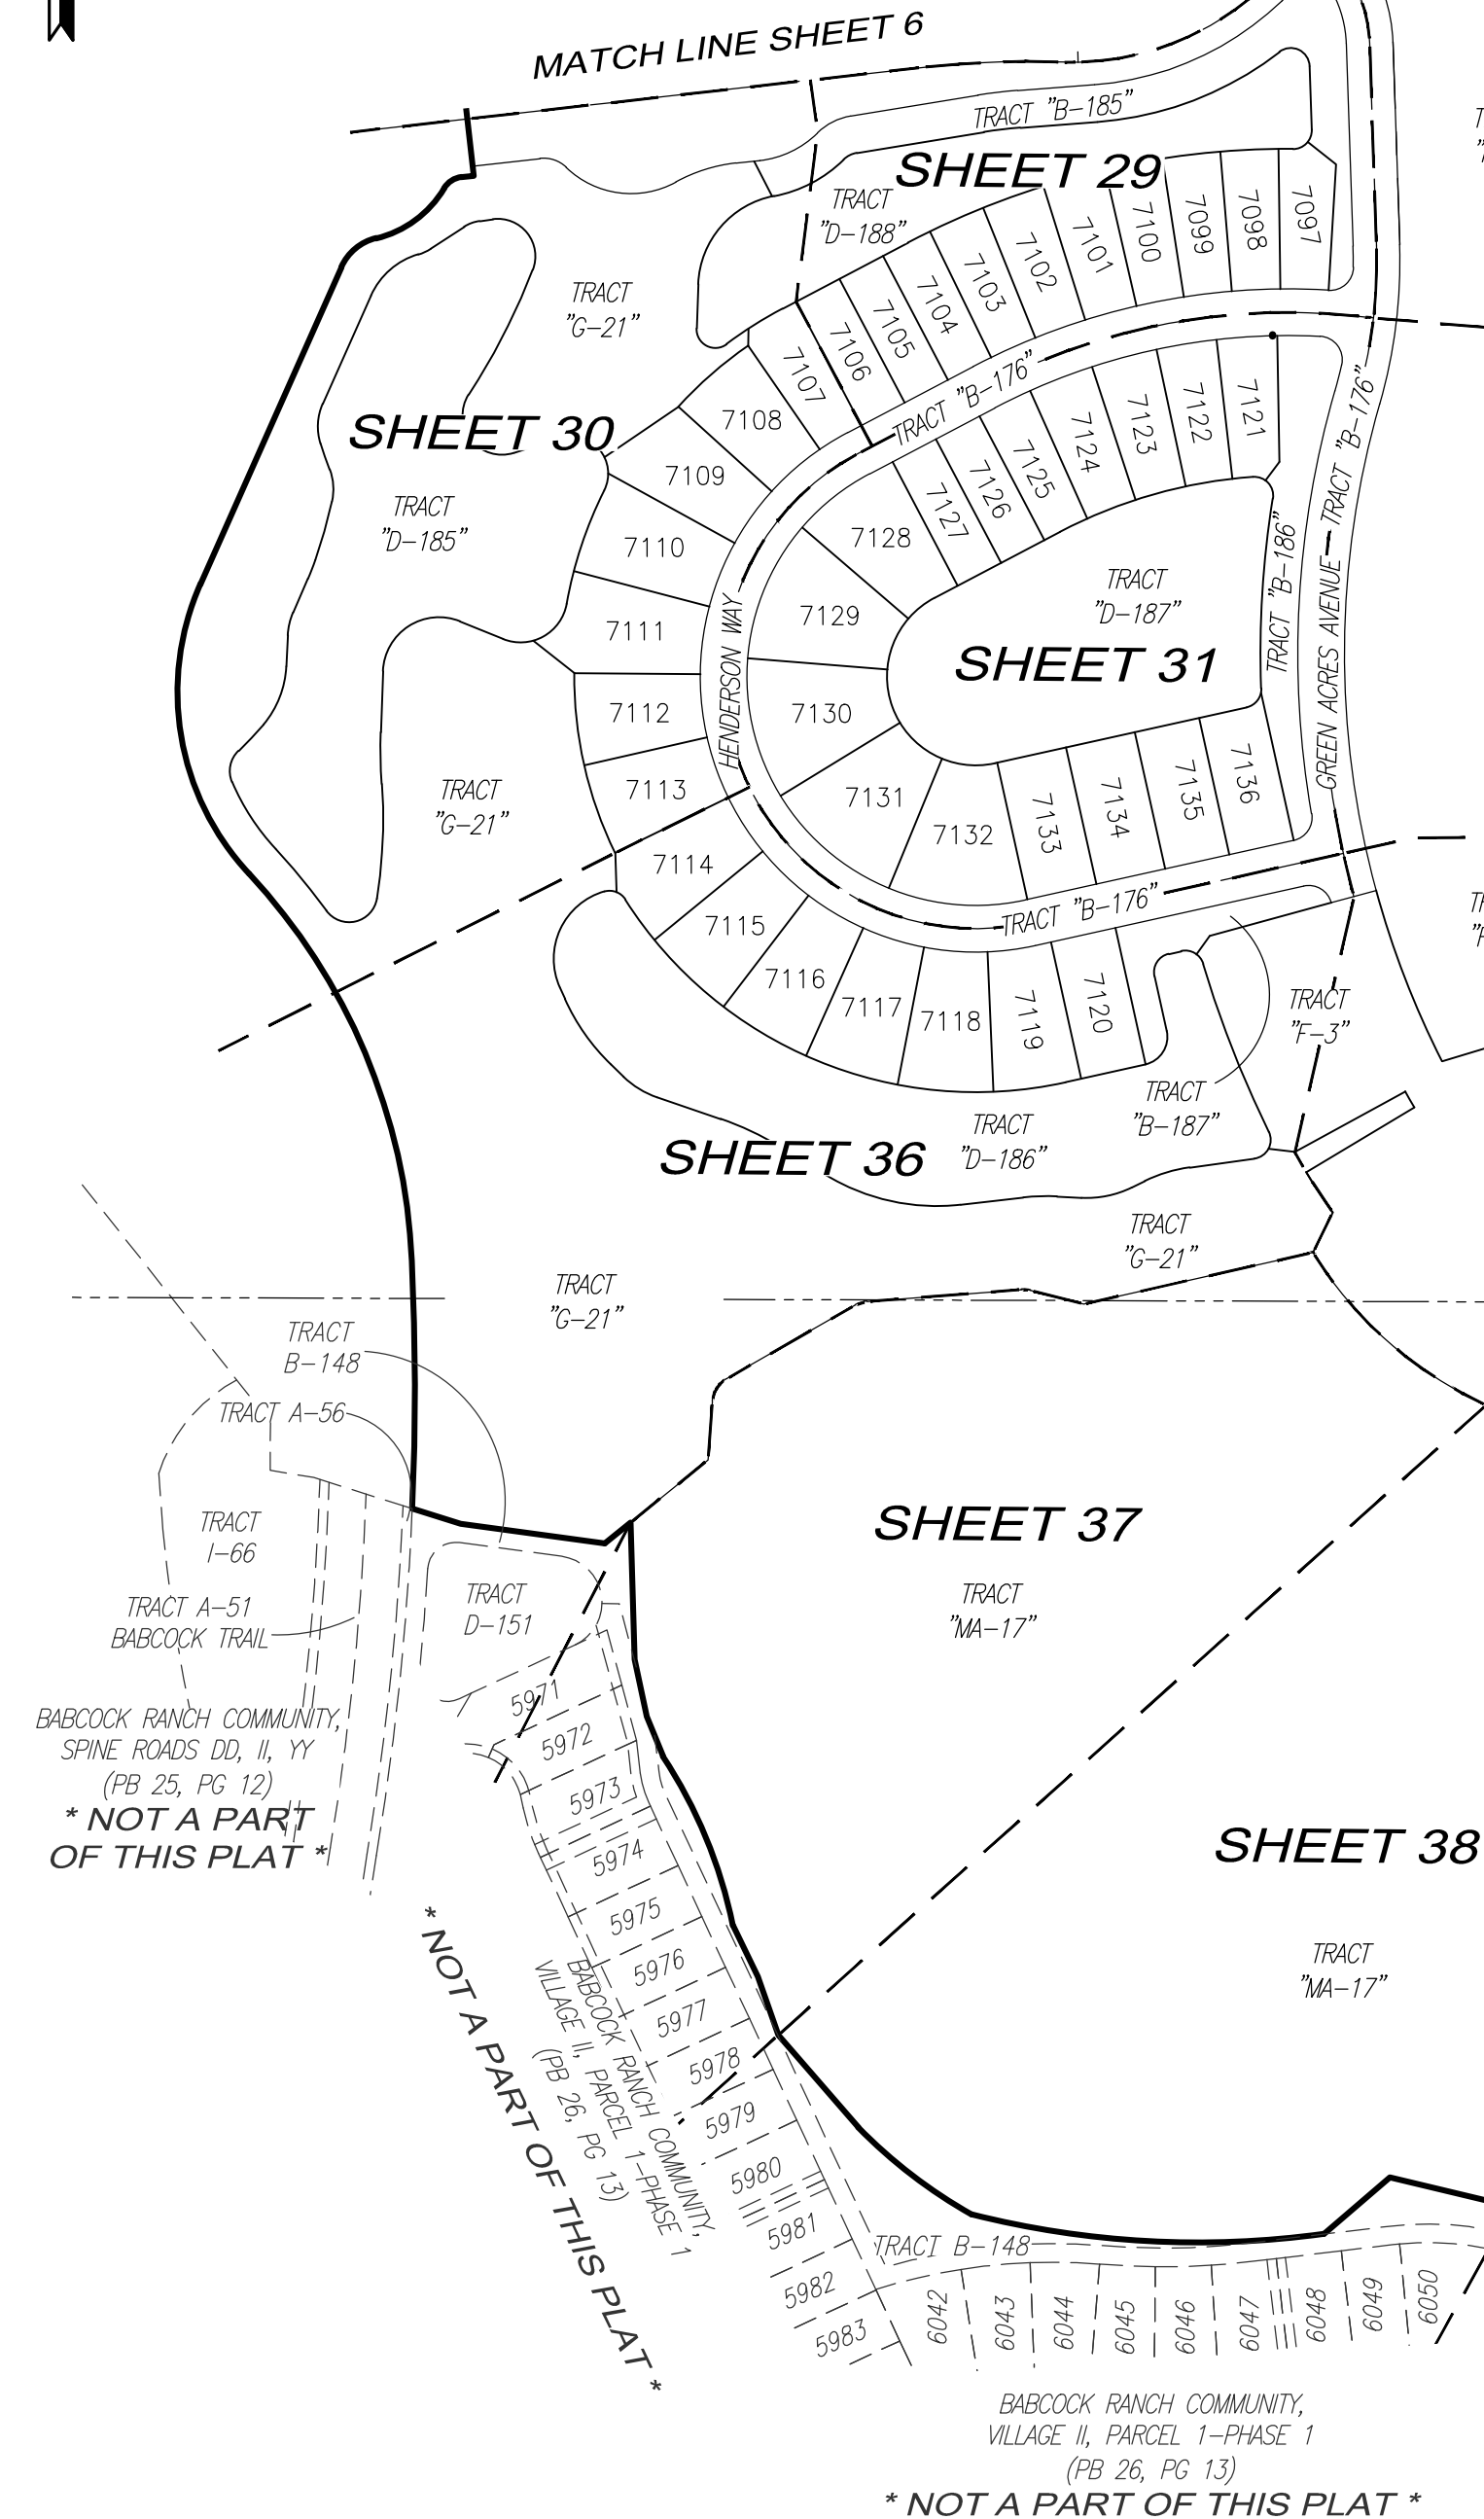 MATCH LINE SHEET 6
TRACT "B-185"
SHEET 29
TRACT
"D-188"
7097
7098
7099
7100
7101
7102
7103
7104
7105
7106
7107
TRACT
"G-21"
SHEET 30
7108
7109
7110
7111
7112
7113
TRACT
"D-185"
TRACT
"G-21"
TRACT "B-176"
HENDERSON WAY
7121
7122
7123
7124
7125
7126
7127
7128
7129
7130
7131
7132
7133
7134
7135
7136
TRACT
"D-187"
SHEET 31
TRACT "B-186"
GREEN ACRES AVENUE
TRACT "B-176"
TRACT "B-176"
7114
7115
7116
7117
7118
7119
7120
TRACT
"F-3"
TRACT
"B-187"
TRACT
"D-186"
SHEET 36
TRACT
"G-21"
TRACT
"G-21"
TRACT
B-148
TRACT A-56
TRACT
I-66
TRACT A-51
BABCOCK TRAIL
TRACT
D-151
SHEET 37
TRACT
"MA-17"
BABCOCK RANCH COMMUNITY,
SPINE ROADS DD, II, YY
(PB 25, PG 12)
* NOT A PART
OF THIS PLAT *
5971
5972
5973
5974
5975
5976
5977
5978
5979
5980
5981
5982
5983
SHEET 38
TRACT
"MA-17"
BABCOCK RANCH COMMUNITY,
VILLAGE II, PARCEL 1-PHASE 1
(PB 26, PG 13)
* NOT A PART OF THIS PLAT *
TRACT B-148
6042
6043
6044
6045
6046
6047
6048
6049
6050
BABCOCK RANCH COMMUNITY,
VILLAGE II, PARCEL 1-PHASE 1
(PB 26, PG 13)
* NOT A PART OF THIS PLAT *